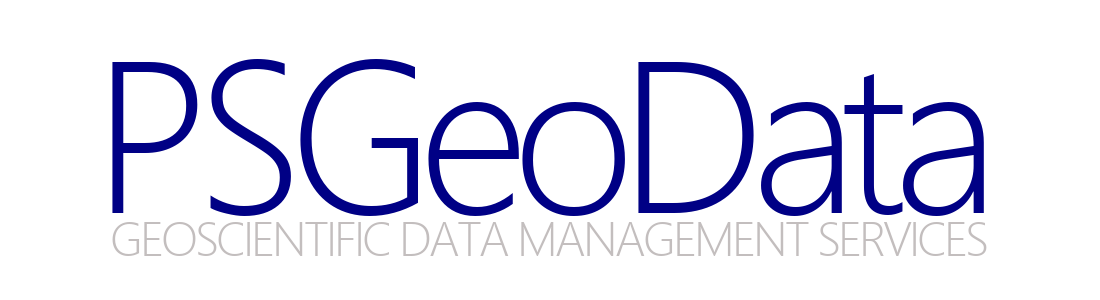 PSGeoData
GEOSCIENTIFIC DATA MANAGEMENT SERVICES